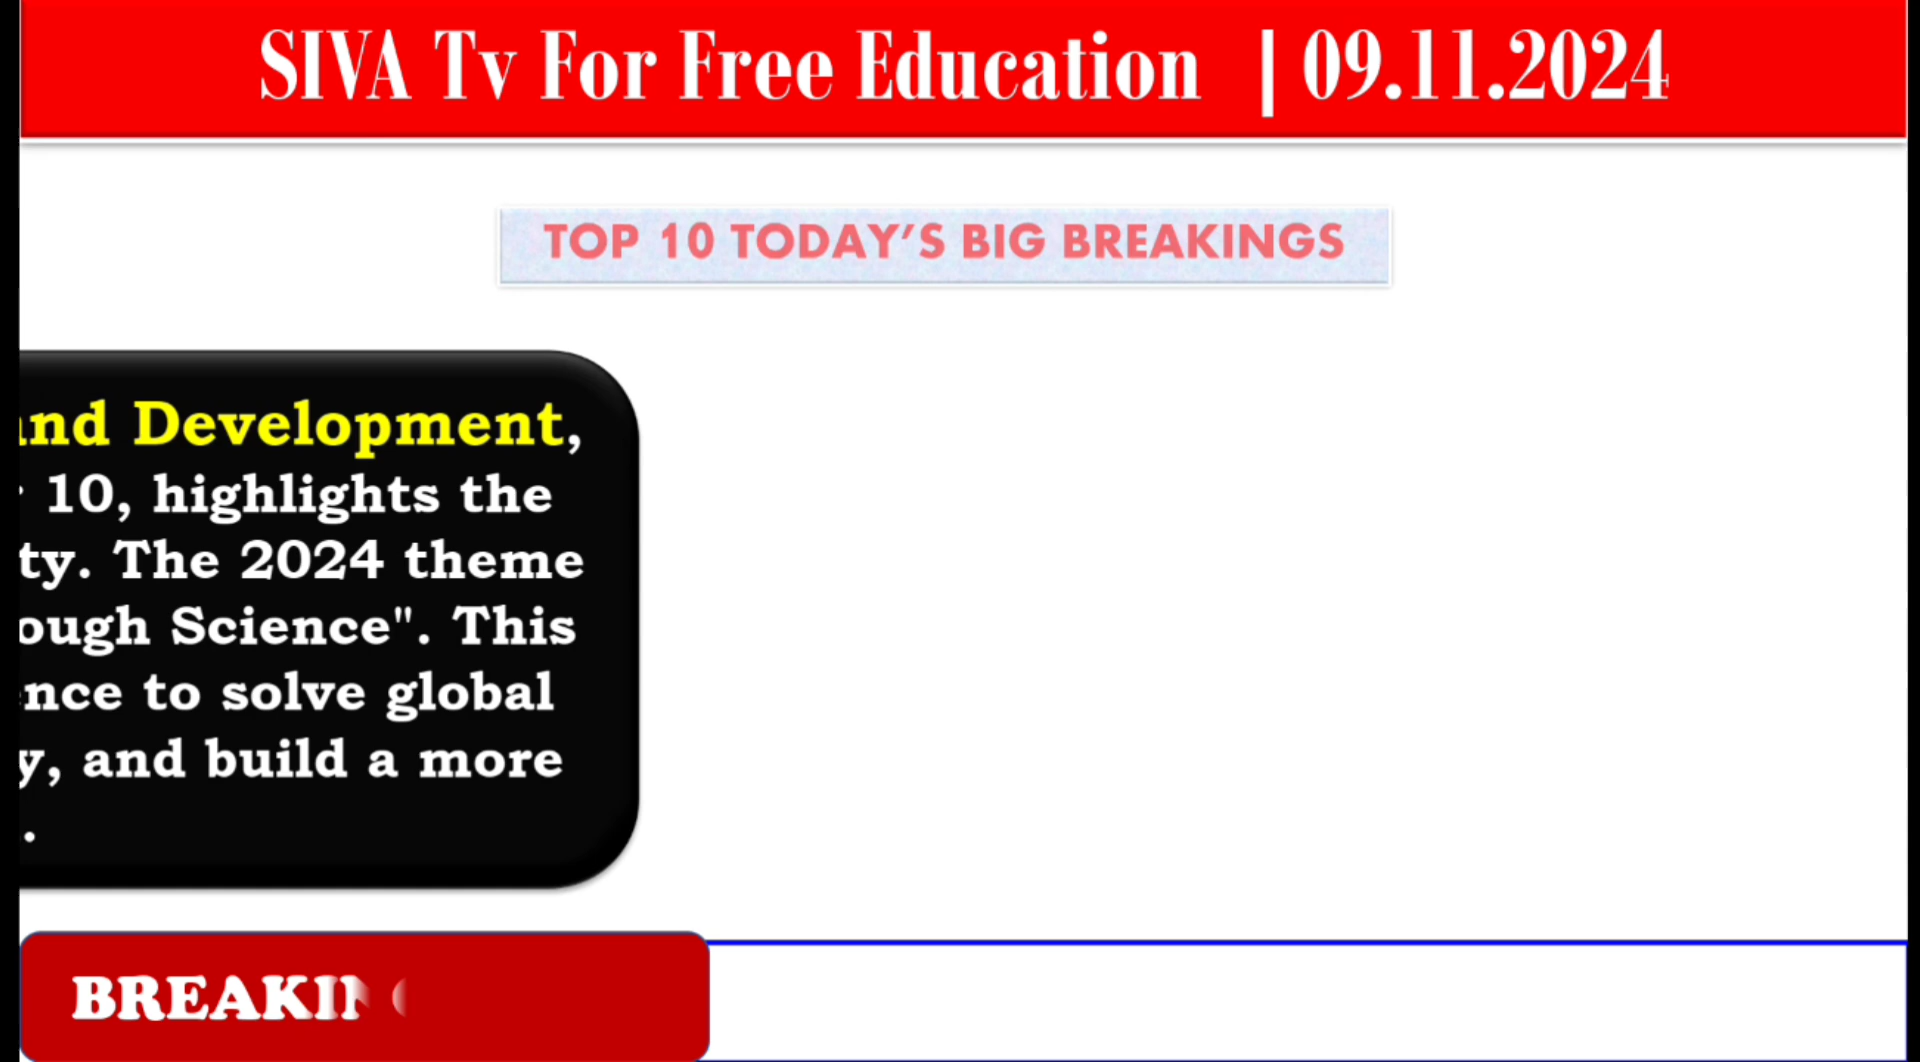 SIVA Tv For Free Education | 09.11.2024
TOP 10 TODAY'S BIG BREAKINGS
Development,
10, highlights the
The 2024 theme
Science". This
to solve global
and build a more